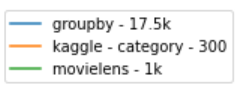 groupby - 17.5k
kaggle - category - 300
movielens - 1k